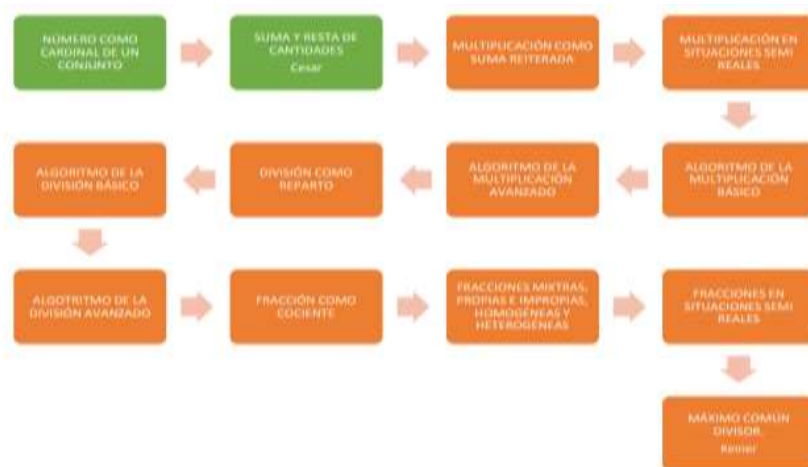 NÚMERO COMO
CARDINAL DE UN
CONJUNTO
SUMA Y RESTA DE
CANTIDADES
Cesar
MULTIPLICACIÓN COMO
SUMA REITERADA
MULTIPLICACIÓN EN
SITUACIONES SEMI
REALES
ALGORITMO DE LA
MULTIPLICACIÓN
BÁSICO
ALGORITMO DE LA
MULTIPLICACIÓN
AVANZADO
DIVISIÓN COMO
REPARTO
ALGORITMO DE LA
DIVISIÓN BÁSICO
ALGOTRITMO DE LA
DIVISIÓN AVANZADO
FRACCIÓN COMO
COCIENTE
FRACCIONES MIXTRAS,
PROPIAS E IMPROPIAS,
HOMOGÉNEAS Y
HETEROGÉNEAS
FRACCIONES EN
SITUACIONES SEMI
REALES
MÁXIMO COMÚN
DIVISOR.
Reiner